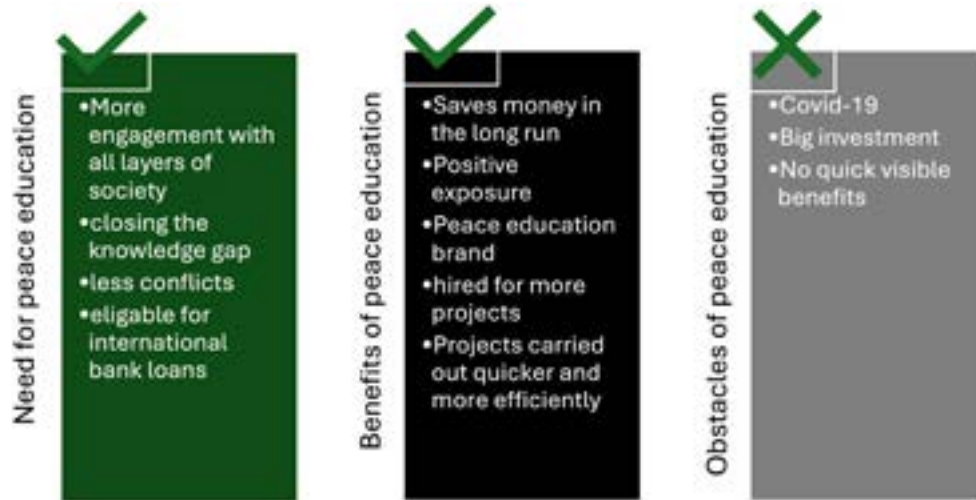 Need for peace education
•More
engagement with
all layers of
society
•closing the
knowledge gap
•less conflicts
•eligable for
international
bank loans
Benefits of peace education
•Saves money in
the long run
•Positive
exposure
•Peace education
brand
•hired for more
projects
•Projects carried
out quicker and
more efficiently
Obstacles of peace education
•Covid-19
•Big investment
•No quick visible
benefits